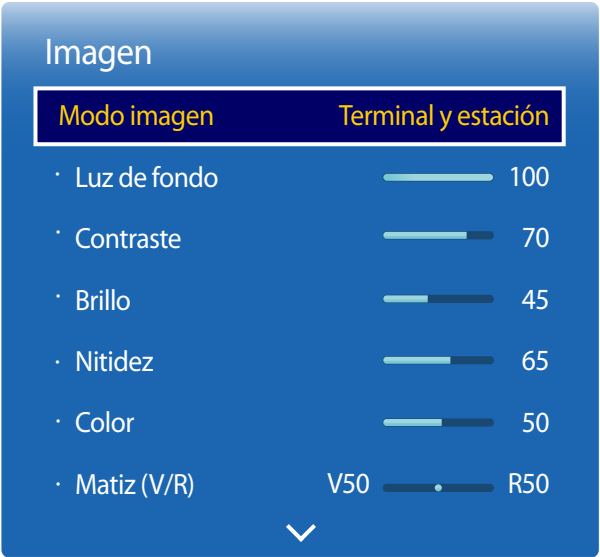 Imagen
Modo imagen Terminal y estación
· Luz de fondo 100
· Contraste 70
· Brillo 45
· Nitidez 65
· Color 50
· Matiz (V/R) V50 R50